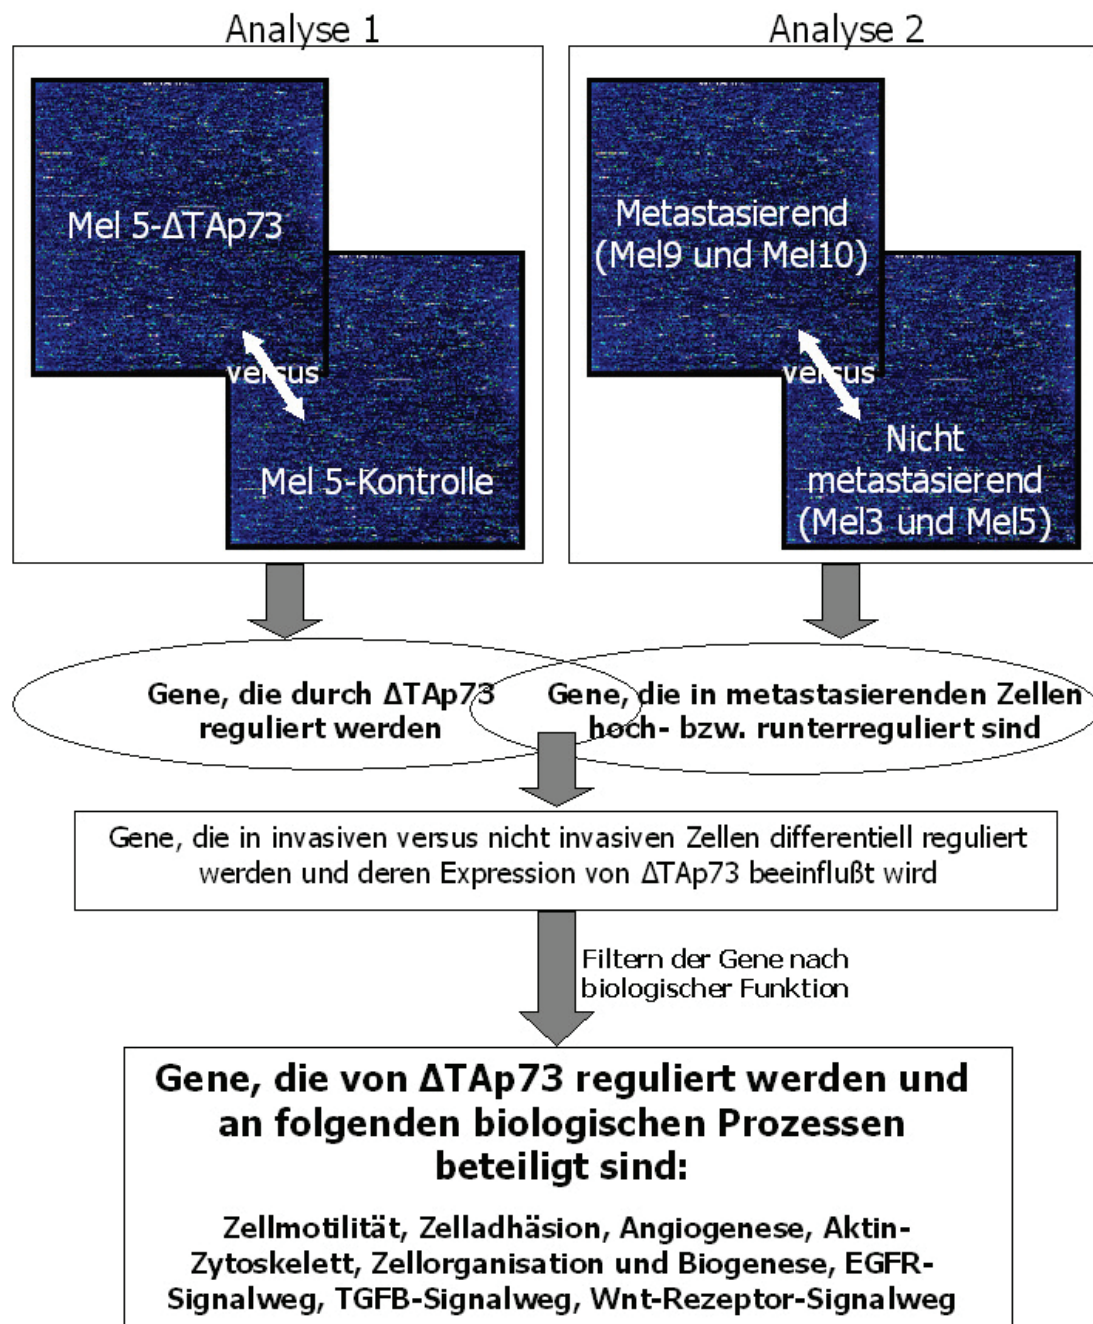 Analyse 1
Mel 5-ΔTAp73
versus
Mel 5-Kontrolle
Analyse 2
Metastasierend
(Mel9 und Mel10)
versus
Nicht
metastasierend
(Mel3 und Mel5)
Gene, die durch ΔTAp73
reguliert werden
Gene, die in metastasierenden Zellen
hoch- bzw. runterreguliert sind
Gene, die in invasiven versus nicht invasiven Zellen differentiell reguliert
werden und deren Expression von ΔTAp73 beeinflußt wird
Filtern der Gene nach
biologischer Funktion
Gene, die von ΔTAp73 reguliert werden und
an folgenden biologischen Prozessen
beteiligt sind:
Zellmotilität, Zelladhäsion, Angiogenese, Aktin-
Zytoskelett, Zellorganisation und Biogenese, EGFR-
Signalweg, TGFB-Signalweg, Wnt-Rezeptor-Signalweg